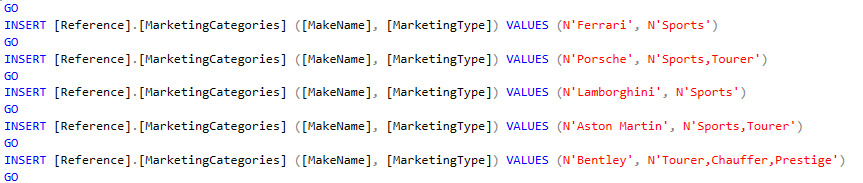 GO
INSERT [Reference].[MarketingCategories] ([MakeName], [MarketingType]) VALUES (N'Ferrari', N'Sports')
GO
INSERT [Reference].[MarketingCategories] ([MakeName], [MarketingType]) VALUES (N'Porsche', N'Sports,Tourer')
GO
INSERT [Reference].[MarketingCategories] ([MakeName], [MarketingType]) VALUES (N'Lamborghini', N'Sports')
GO
INSERT [Reference].[MarketingCategories] ([MakeName], [MarketingType]) VALUES (N'Aston Martin', N'Sports,Tourer')
GO
INSERT [Reference].[MarketingCategories] ([MakeName], [MarketingType]) VALUES (N'Bentley', N'Tourer,Chauffer,Prestige')
GO